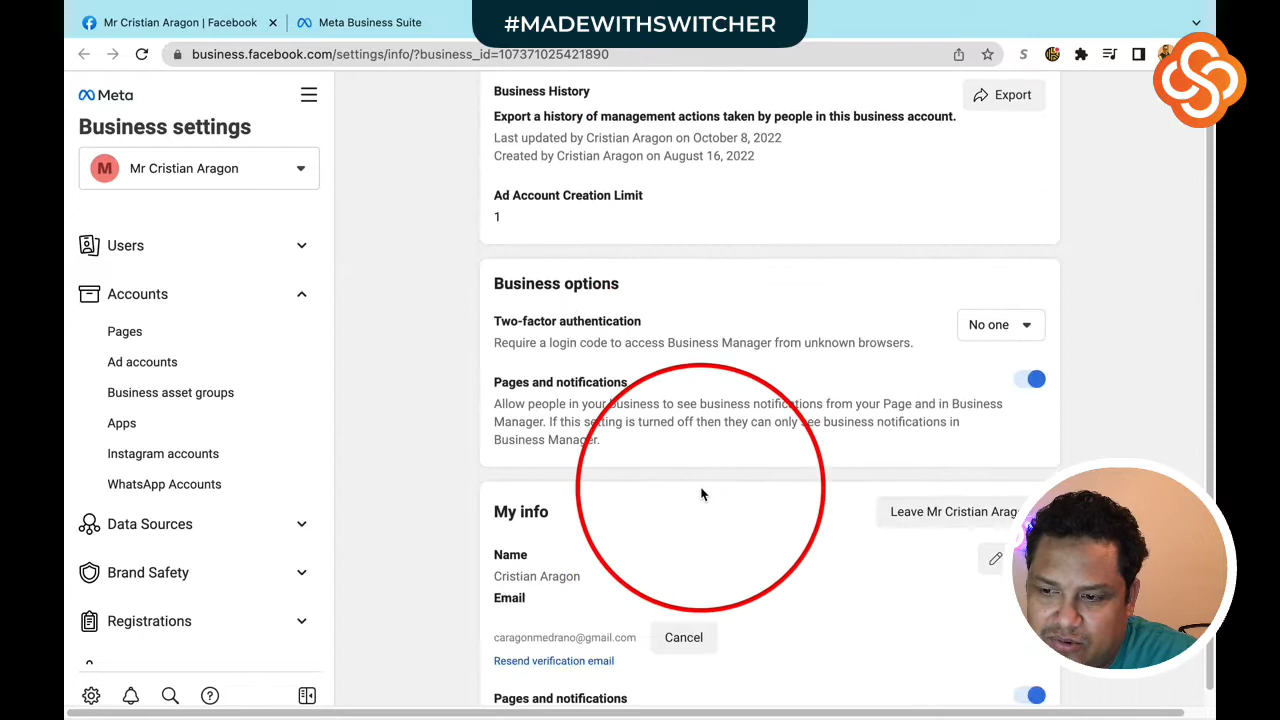 Mr Cristian Aragon | Facebook
Meta Business Suite
#MADEWITHSWITCHER
business.facebook.com/settings/info/?business_id=107371025421890
Meta
Business settings
M Mr Cristian Aragon
Users
Accounts
Pages
Ad accounts
Business asset groups
Apps
Instagram accounts
WhatsApp Accounts
Data Sources
Brand Safety
Registrations
Business History
Export
Export a history of management actions taken by people in this business account.
Last updated by Cristian Aragon on October 8, 2022
Created by Cristian Aragon on August 16, 2022
Ad Account Creation Limit
1
Business options
Two-factor authentication
No one
Require a login code to access Business Manager from unknown browsers.
Pages and notifications
Allow people in your business to see business notifications from your Page and in Business
Manager. If this setting is turned off then they can only see business notifications in
Business Manager.
My info
Leave Mr Cristian Arag
Name
Cristian Aragon
Email
caragonmedrano@gmail.com
Cancel
Resend verification email
Pages and notifications